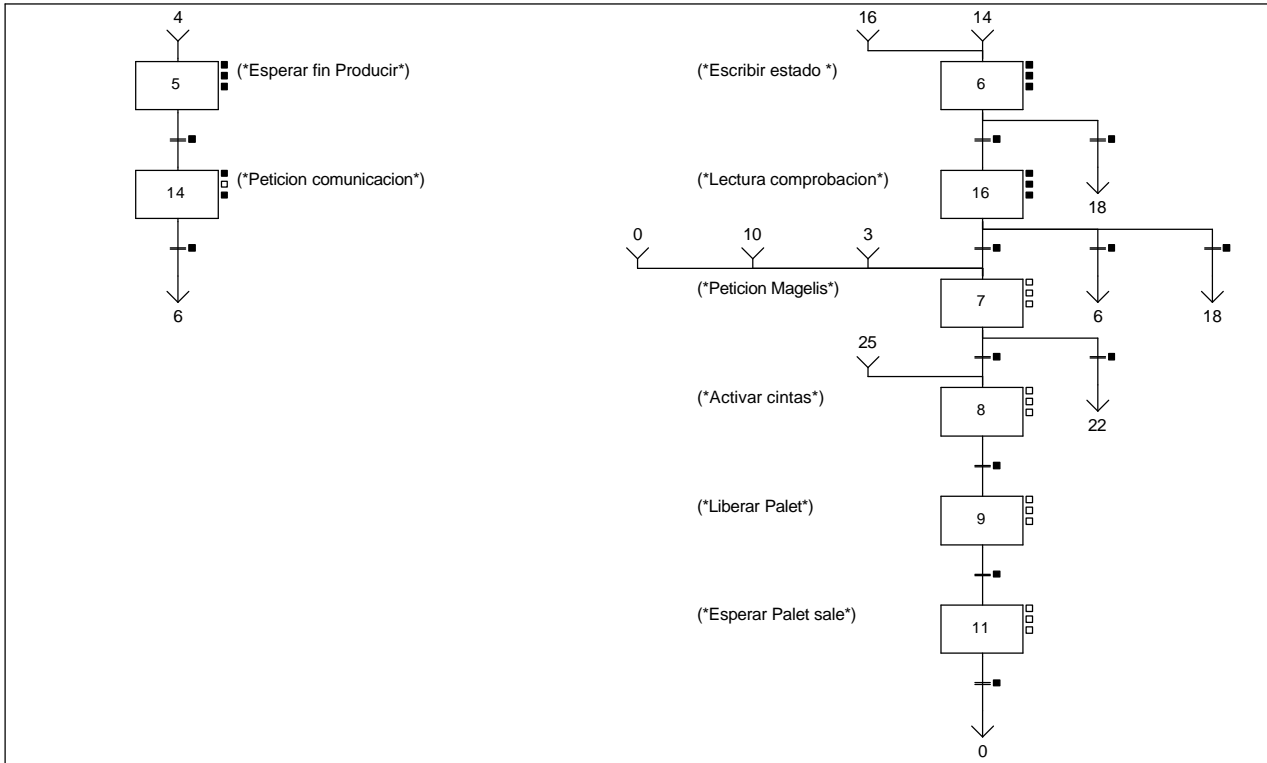 4
(*Esperar fin Producir*)
5
(*Peticion comunicacion*)
14
6
16 14
(*Escribir estado *)
6
(*Lectura comprobacion*)
16
18
0 10 3
(*Peticion Magelis*)
7
6
18
25
(*Activar cintas*)
8
22
(*Liberar Palet*)
9
(*Esperar Palet sale*)
11
0